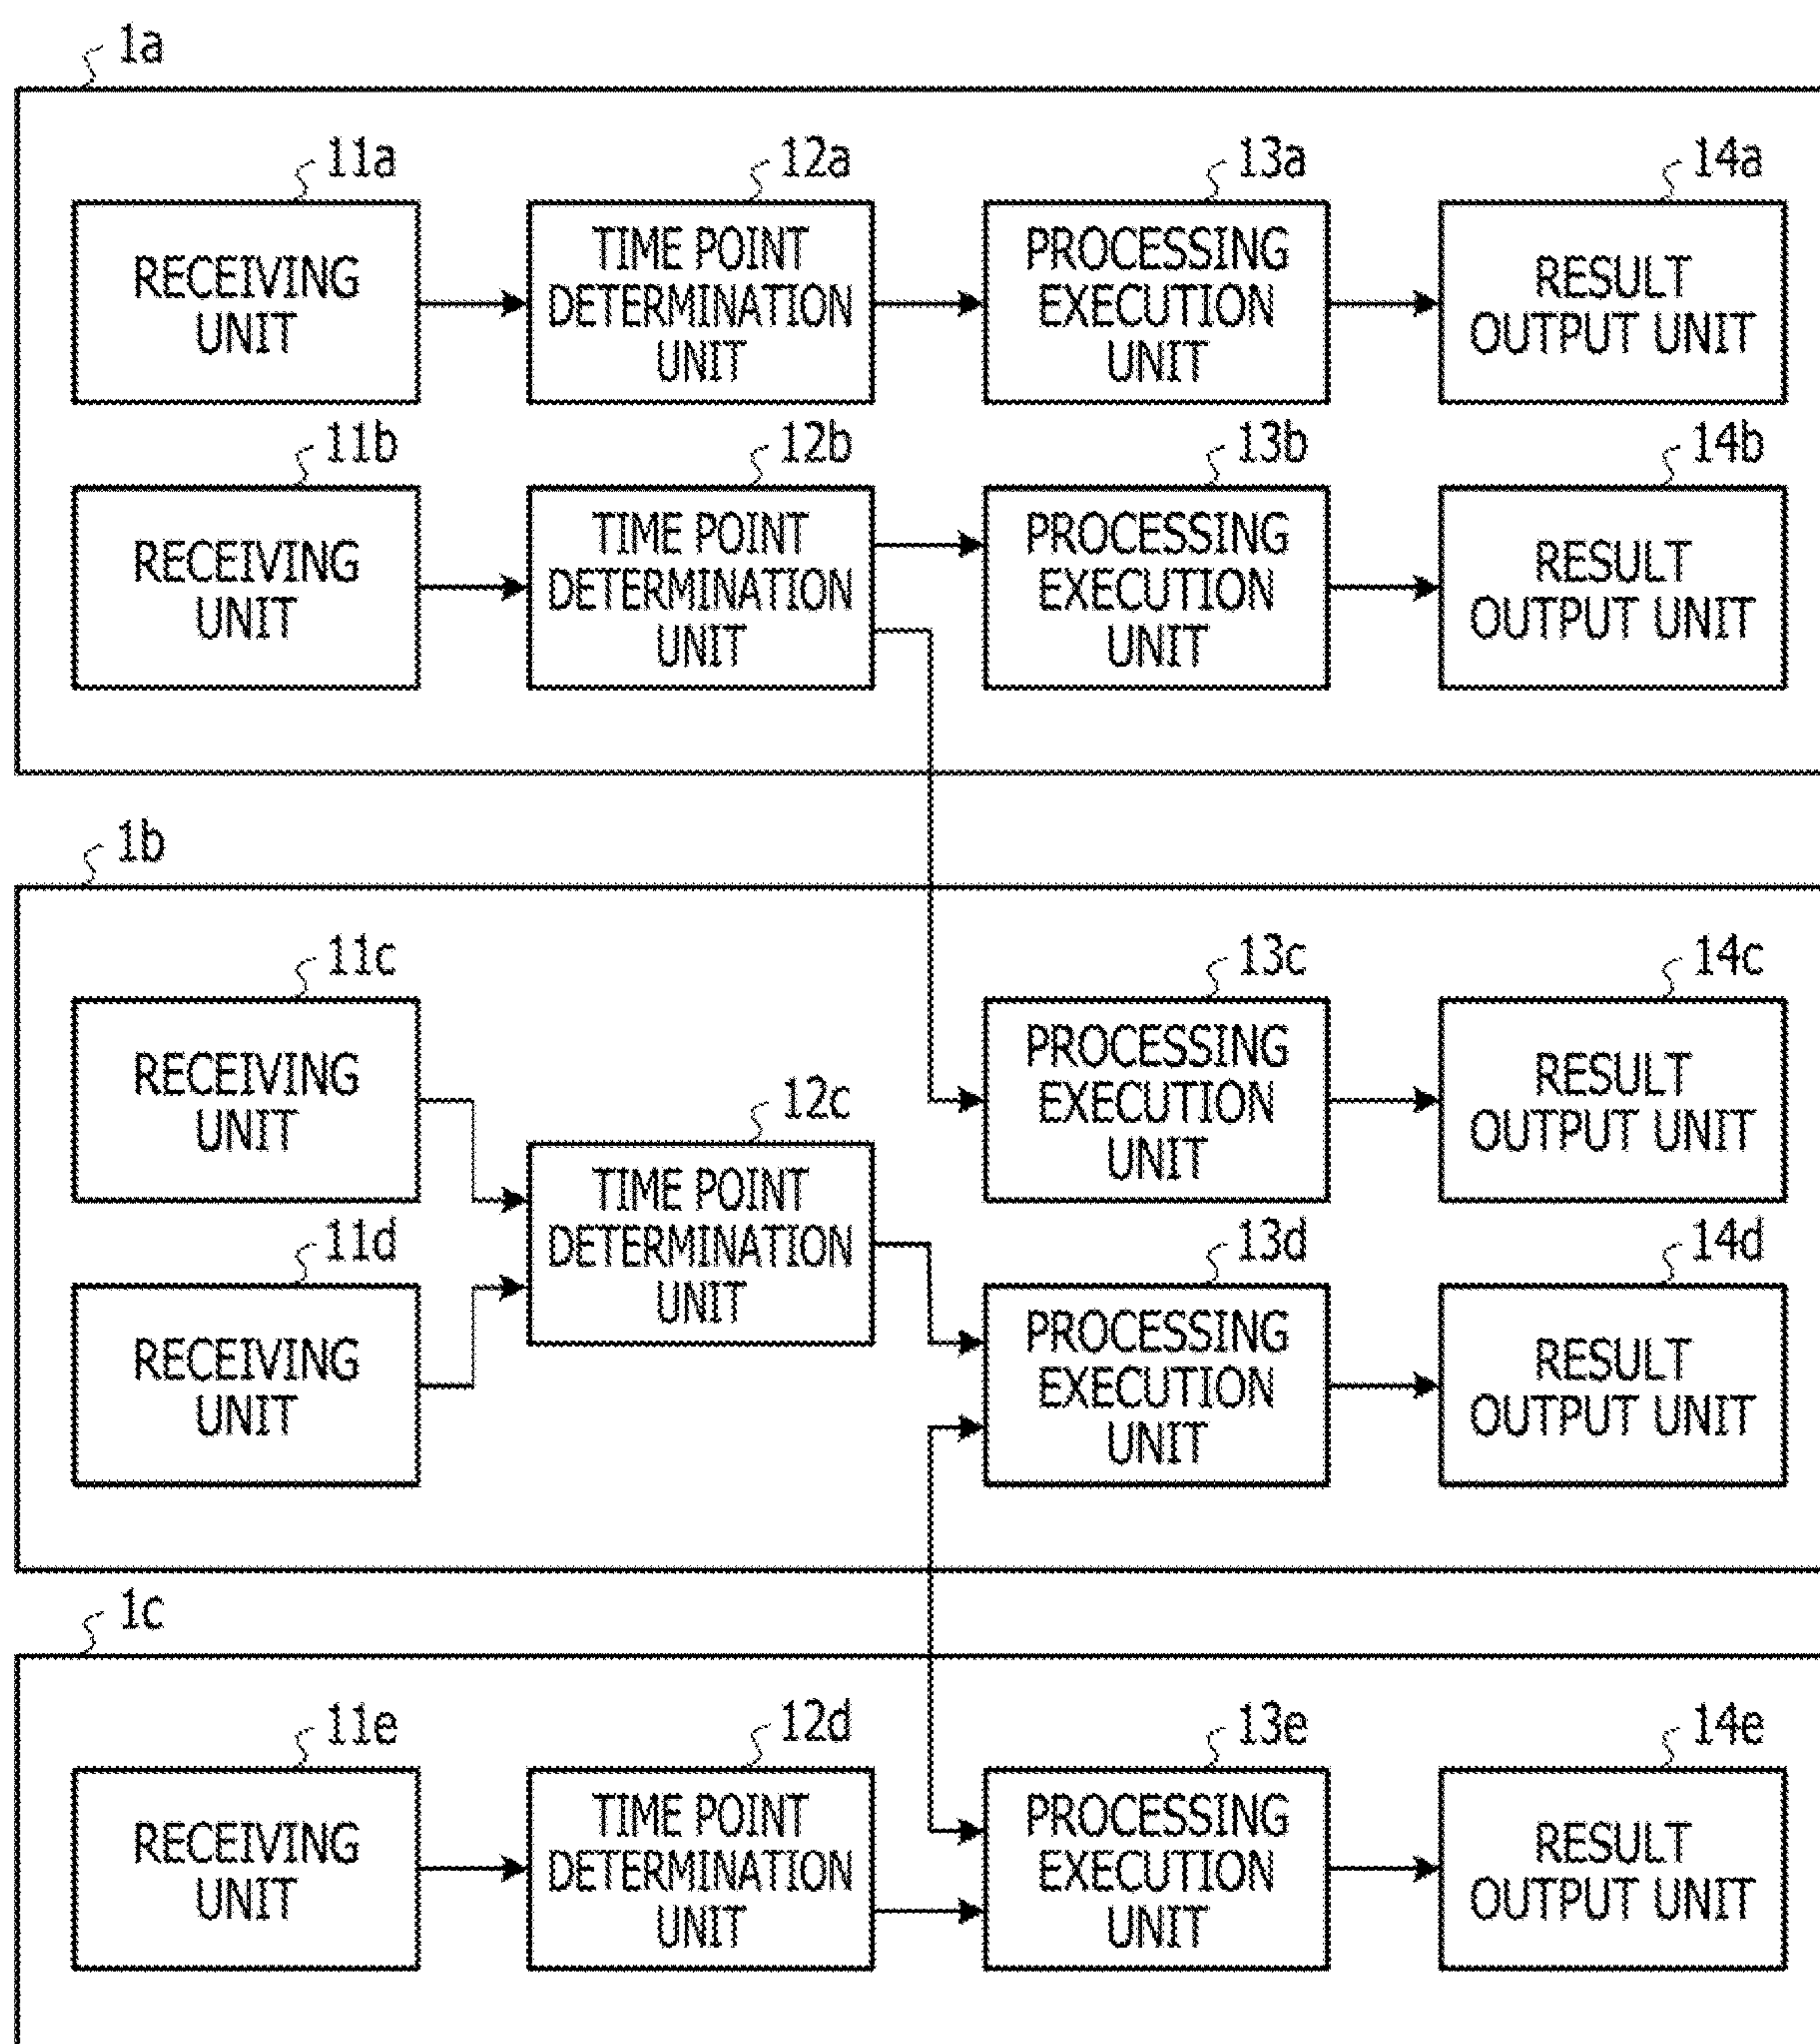 1a
11a
12a
13a
14a
RECEIVING
UNIT
TIME POINT
DETERMINATION
UNIT
PROCESSING
EXECUTION
UNIT
RESULT
OUTPUT UNIT
11b
12b
13b
14b
RECEIVING
UNIT
TIME POINT
DETERMINATION
UNIT
PROCESSING
EXECUTION
UNIT
RESULT
OUTPUT UNIT
1b
11c
13c
14c
RECEIVING
UNIT
PROCESSING
EXECUTION
UNIT
RESULT
OUTPUT UNIT
12c
TIME POINT
DETERMINATION
UNIT
11d
13d
14d
RECEIVING
UNIT
PROCESSING
EXECUTION
UNIT
RESULT
OUTPUT UNIT
1c
11e
12d
13e
14e
RECEIVING
UNIT
TIME POINT
DETERMINATION
UNIT
PROCESSING
EXECUTION
UNIT
RESULT
OUTPUT UNIT